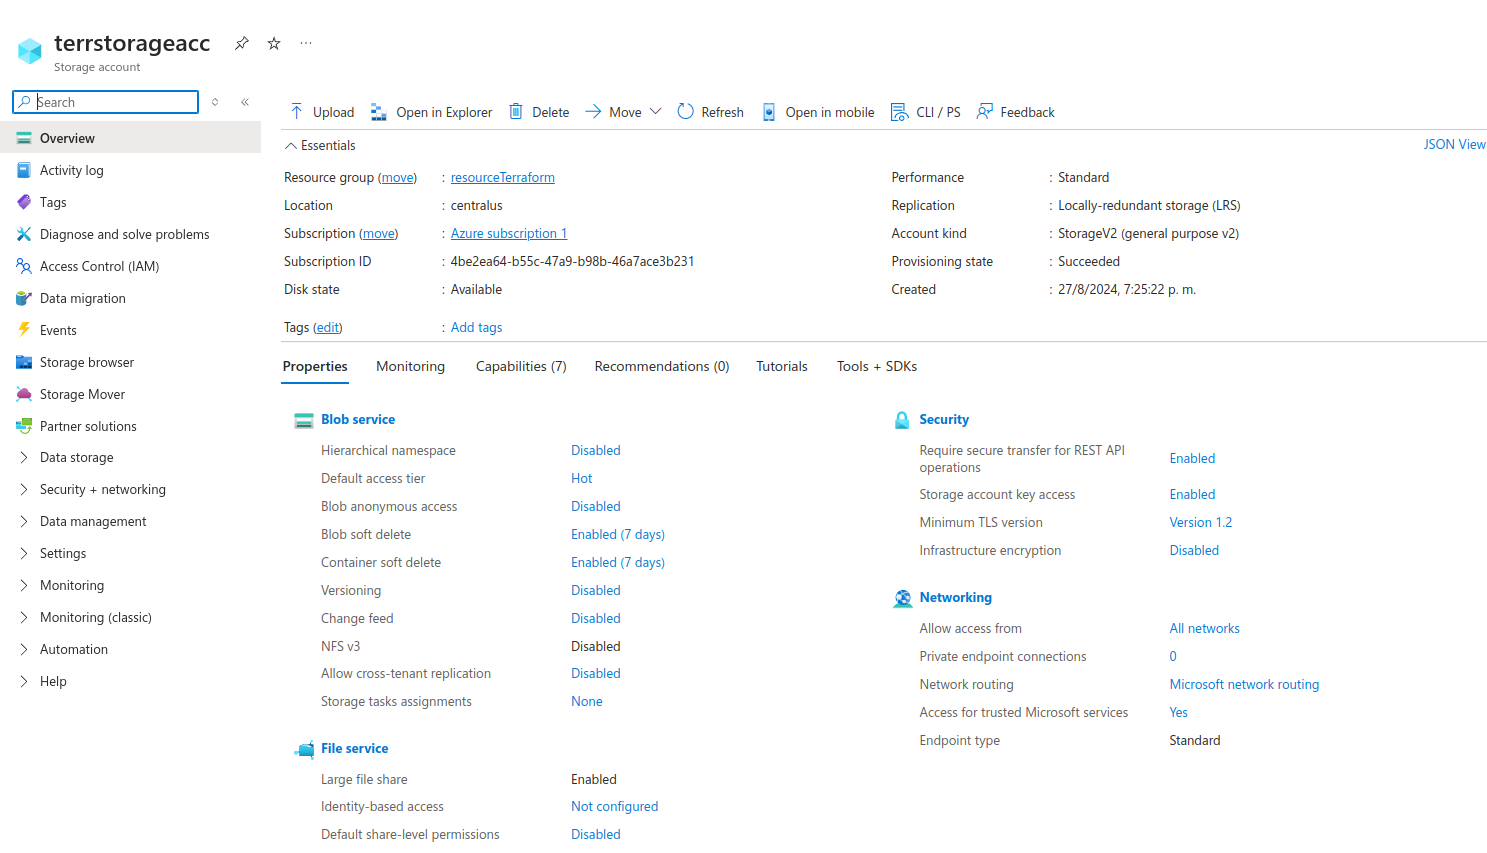 terrstorageacc
Storage account
Search
Overview
Activity log
Tags
Diagnose and solve problems
Access Control (IAM)
Data migration
Events
Storage browser
Storage Mover
Partner solutions
Data storage
Security + networking
Data management
Settings
Monitoring
Monitoring (classic)
Automation
Help
Upload Open in Explorer Delete Move Refresh Open in mobile CLI / PS Feedback
Essentials
JSON View
Resource group (move) : resourceTerraform
Location : centralus
Subscription (move) : Azure subscription 1
Subscription ID : 4be2ea64-b55c-47a9-b98b-46a7ace3b231
Disk state : Available
Tags (edit) : Add tags
Performance : Standard
Replication : Locally-redundant storage (LRS)
Account kind : StorageV2 (general purpose v2)
Provisioning state : Succeeded
Created : 27/8/2024, 7:25:22 p. m.
Properties Monitoring Capabilities (7) Recommendations (0) Tutorials Tools + SDKs
Blob service
Hierarchical namespace Disabled
Default access tier Hot
Blob anonymous access Disabled
Blob soft delete Enabled (7 days)
Container soft delete Enabled (7 days)
Versioning Disabled
Change feed Disabled
NFS v3 Disabled
Allow cross-tenant replication Disabled
Storage tasks assignments None
File service
Large file share Enabled
Identity-based access Not configured
Default share-level permissions Disabled
Security
Require secure transfer for REST API
operations Enabled
Storage account key access Enabled
Minimum TLS version Version 1.2
Infrastructure encryption Disabled
Networking
Allow access from All networks
Private endpoint connections 0
Network routing Microsoft network routing
Access for trusted Microsoft services Yes
Endpoint type Standard